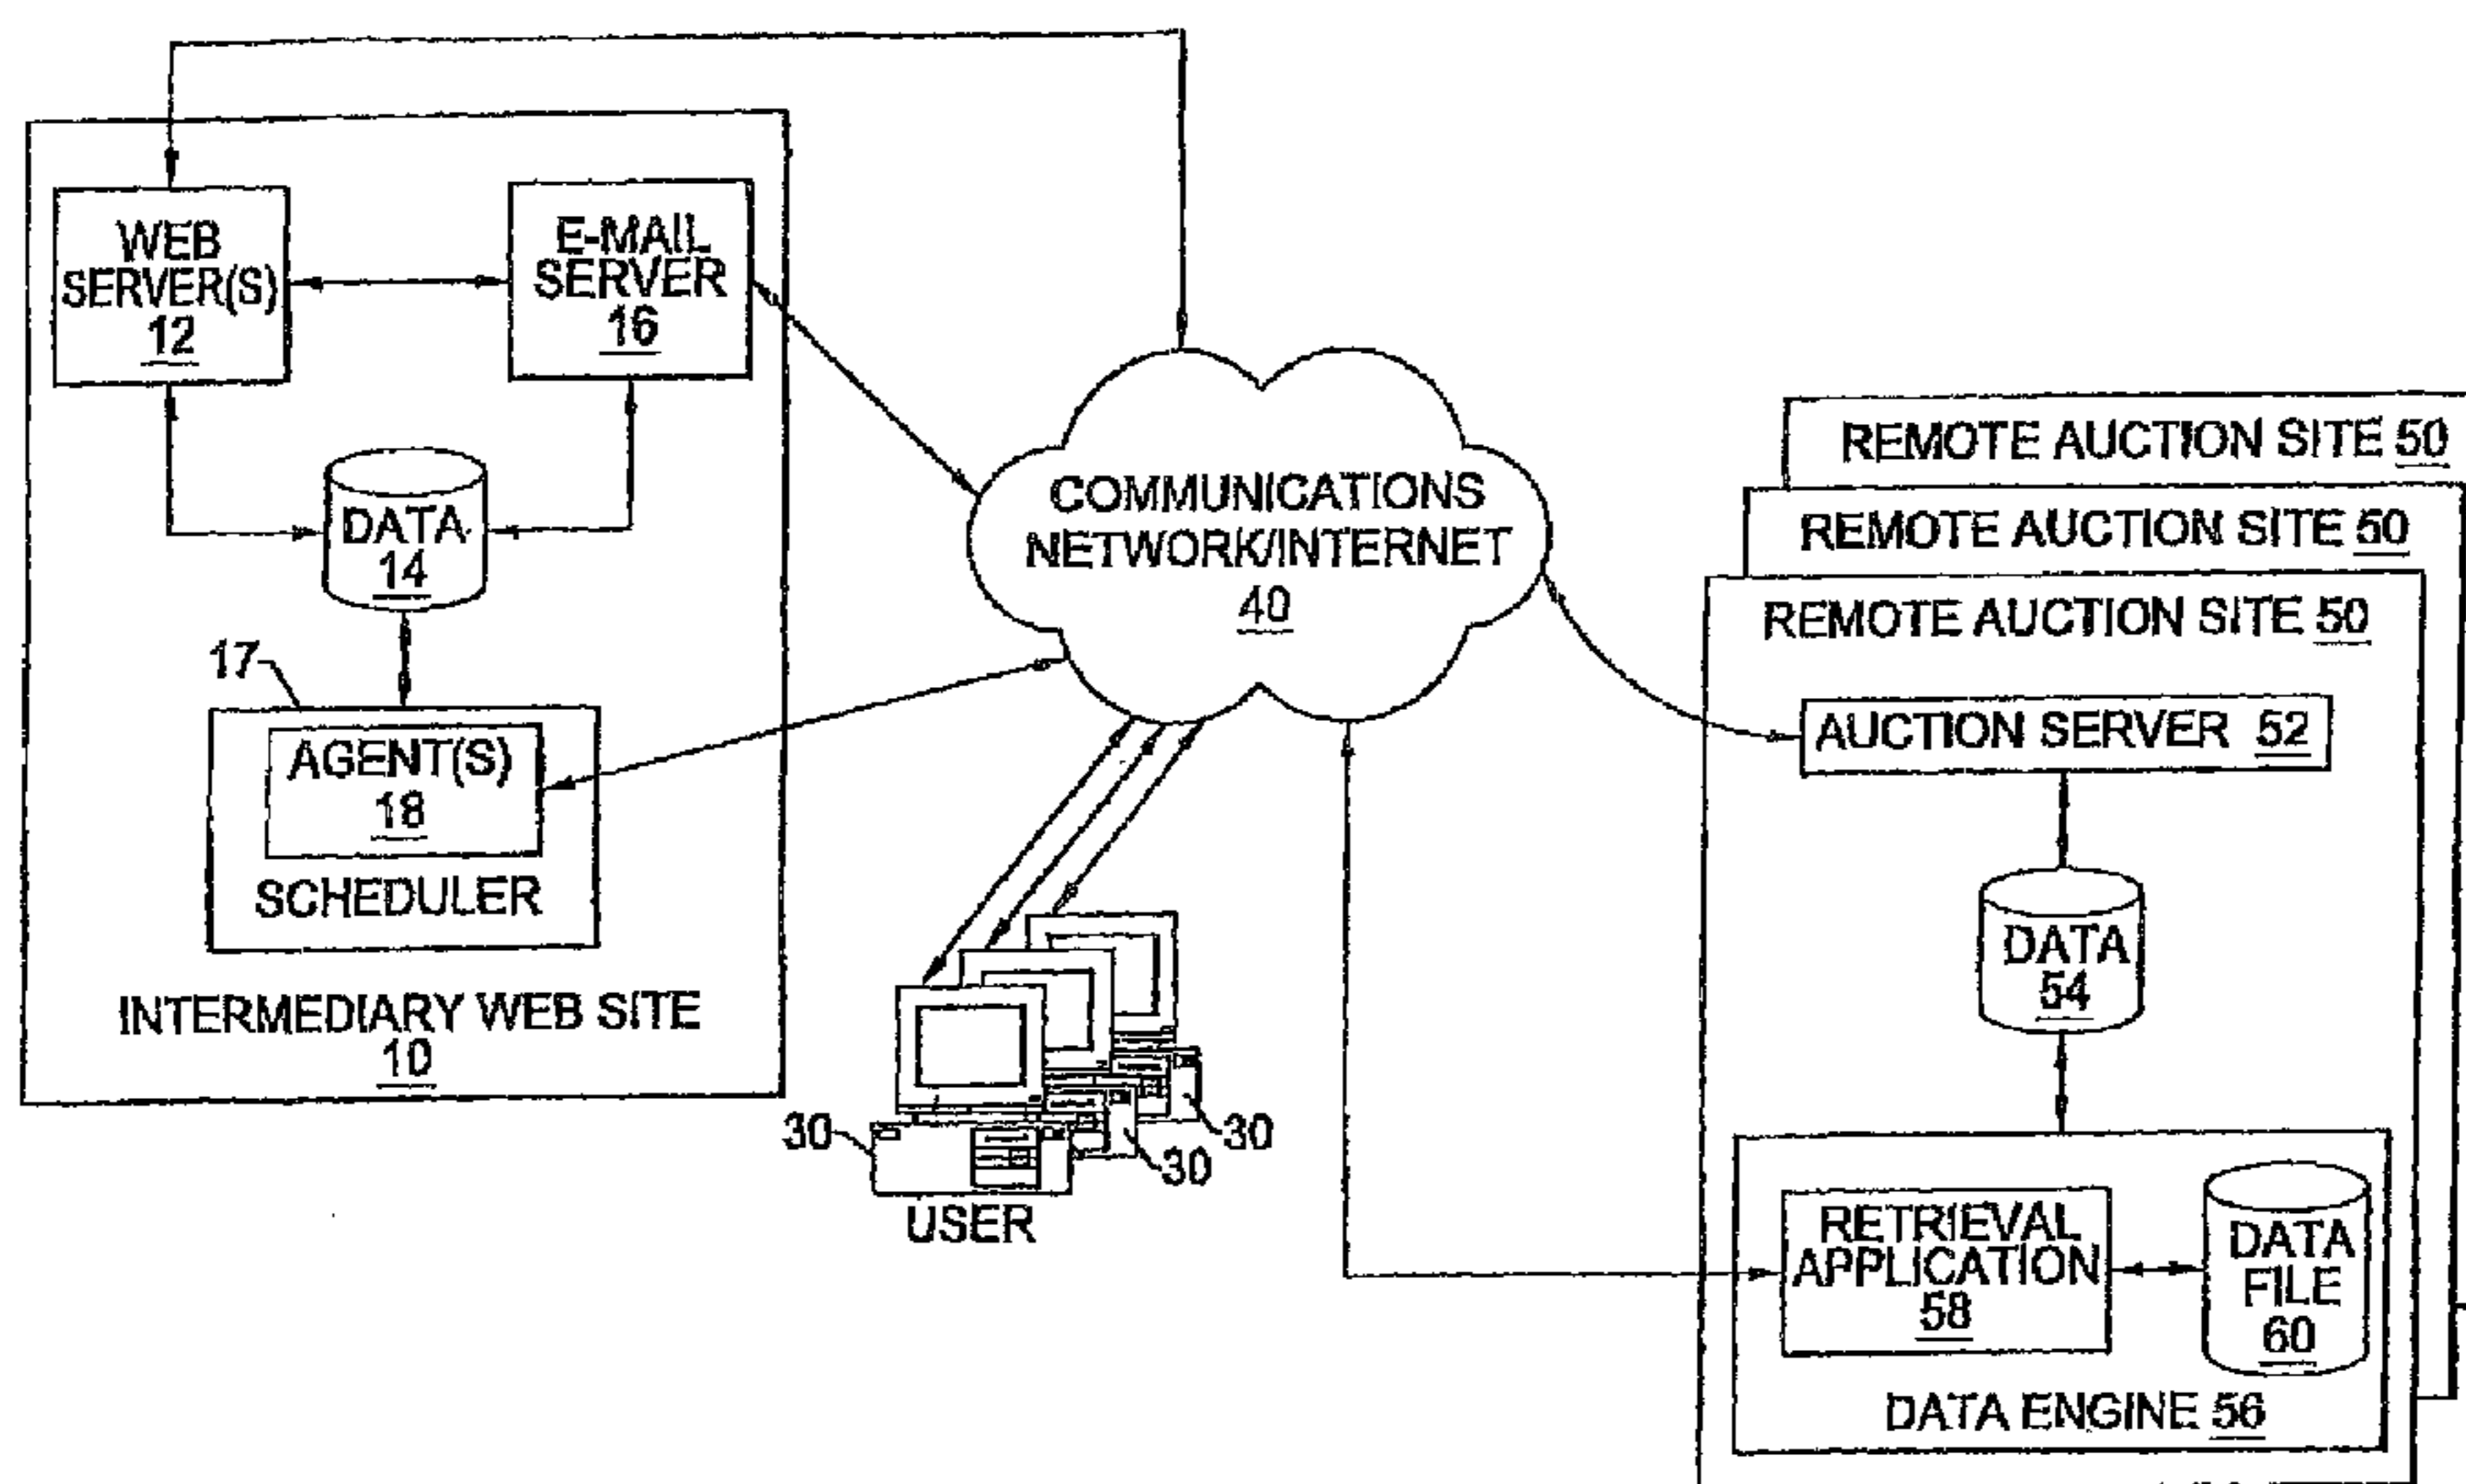 WEB
SERVER(S)
12
E-MAIL
SERVER
16
DATA
14
17
AGENT(S)
18
SCHEDULER
INTERMEDIARY WEB SITE
10
COMMUNICATIONS
NETWORK/INTERNET
40
30
30
30
USER
REMOTE AUCTION SITE 50
REMOTE AUCTION SITE 50
REMOTE AUCTION SITE 50
AUCTION SERVER 52
DATA
54
RETRIEVAL
APPLICATION
58
DATA
FILE
60
DATA ENGINE 56